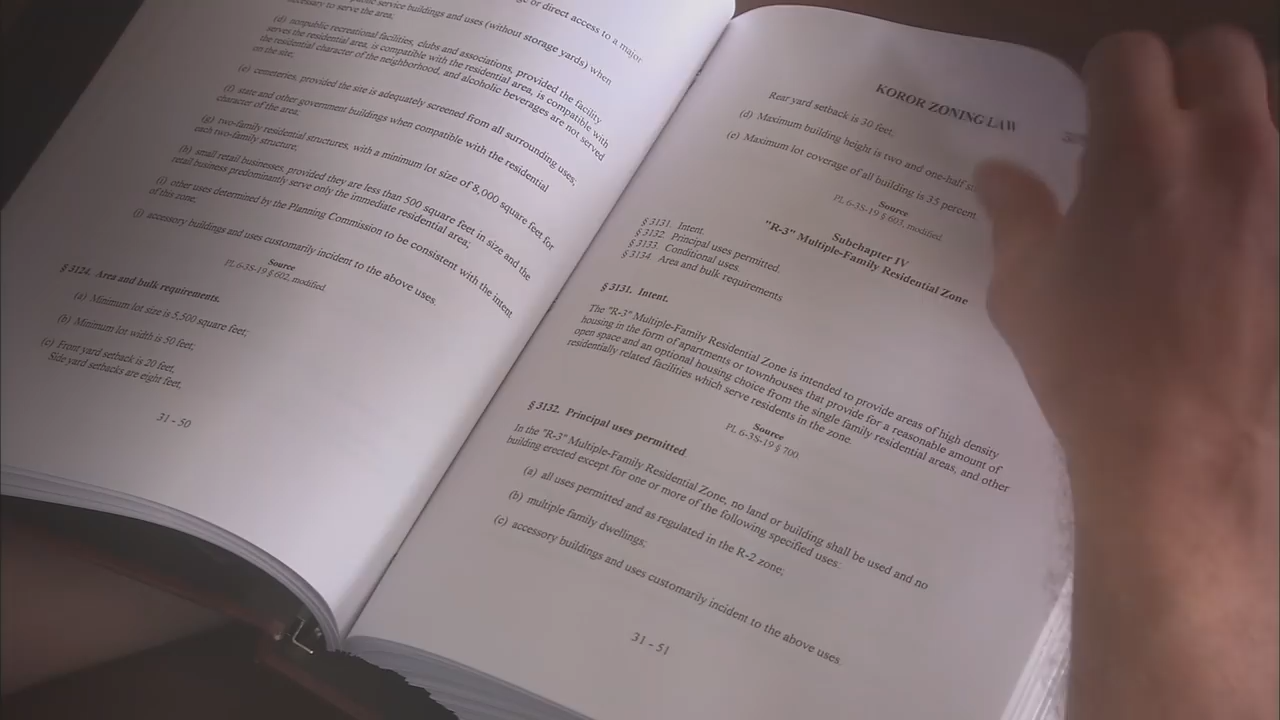 service buildings and uses (without storage yards) when
or direct access to a major
necessary to serve the area;
(d) nonpublic recreational facilities, clubs and associations, provided the facility
serves the residential area, is compatible with the residential area, is compatible with
the residential character of the neighborhood, and alcoholic beverages are not served
on the site,
(e) cemeteries, provided the site is adequately screened from all surrounding uses;
(f) state and other government buildings when compatible with the residential
character of the area;
(g) two-family residential structures, with a minimum lot size of 8,000 square feet for
each two-family structure;
(h) small retail businesses, provided they are less than 500 square feet in size and the
retail business predominantly serve only the immediate residential area;
(i) other uses determined by the Planning Commission to be consistent with the intent
of this zone.
(j) accessory buildings and uses customarily incident to the above uses.
Source
PL 6-3S-19 § 602, modified.
§ 3124. Area and bulk requirements.
(a) Minimum lot size is 5,500 square feet;
(b) Minimum lot width is 50 feet,
(c) Front yard setback is 20 feet,
Side yard setbacks are eight feet,
31 - 50
KOROR ZONING LAW
Rear yard setback is 30 feet,
(d) Maximum building height is two and one-half
(e) Maximum lot coverage of all building is 35 percent.
Source
PL 6-3S-19 § 603, modified.
Subchapter IV
"R-3" Multiple-Family Residential Zone
§ 3131. Intent.
§ 3132. Principal uses permitted.
§ 3133. Conditional uses.
§ 3134. Area and bulk requirements
§ 3131. Intent.
The "R-3" Multiple-Family Residential Zone is intended to provide areas of high density
housing in the form of apartments or townhouses that provide for a reasonable amount of
open space and an optional housing choice from the single family residential areas, and other
residentially related facilities which serve residents in the zone.
Source
PL 6-3S-19 § 700.
§ 3132. Principal uses permitted.
In the "R-3" Multiple-Family Residential Zone, no land or building shall be used and no
building erected except for one or more of the following specified uses:
(a) all uses permitted and as regulated in the R-2 zone;
(b) multiple family dwellings;
(c) accessory buildings and uses customarily incident to the above uses.
31 - 51